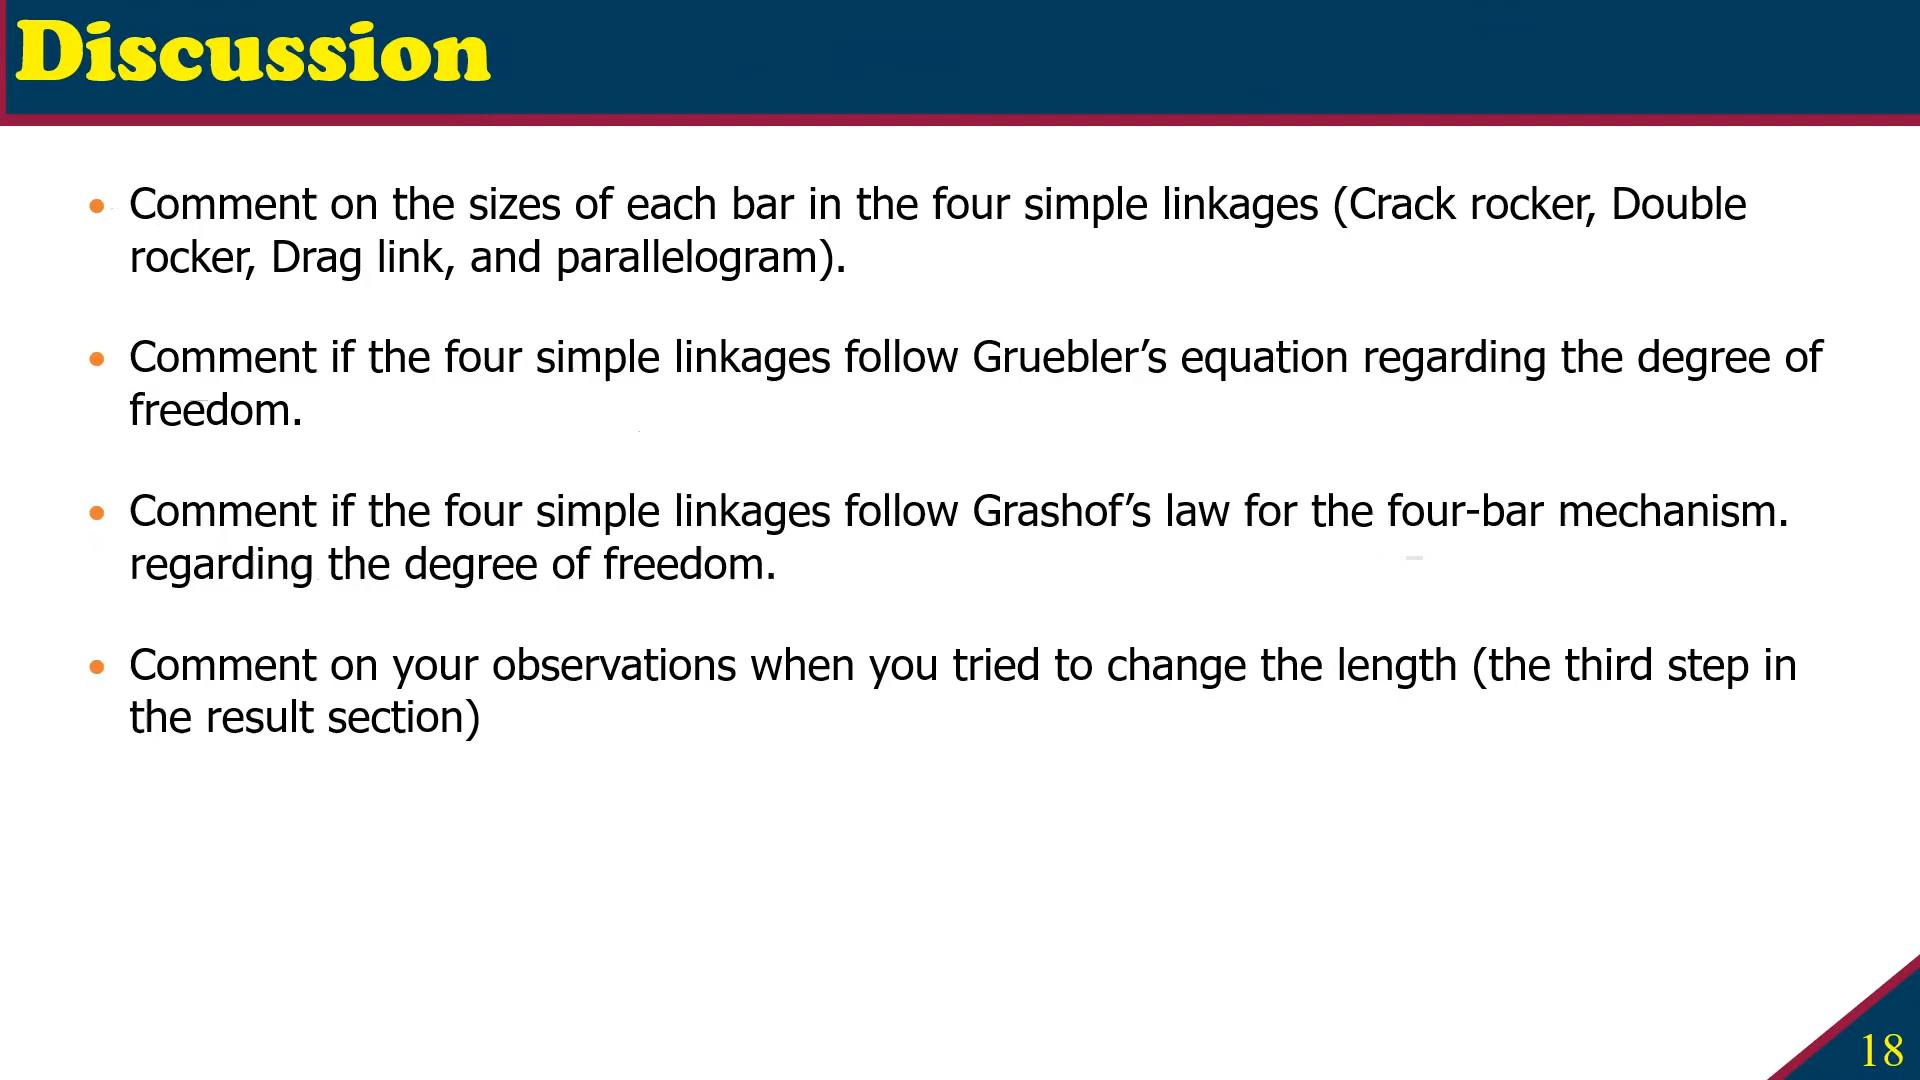 Discussion
• Comment on the sizes of each bar in the four simple linkages (Crack rocker, Double
rocker, Drag link, and parallelogram).
• Comment if the four simple linkages follow Gruebler’s equation regarding the degree of
freedom.
• Comment if the four simple linkages follow Grashof’s law for the four-bar mechanism.
regarding the degree of freedom.
• Comment on your observations when you tried to change the length (the third step in
the result section)
18